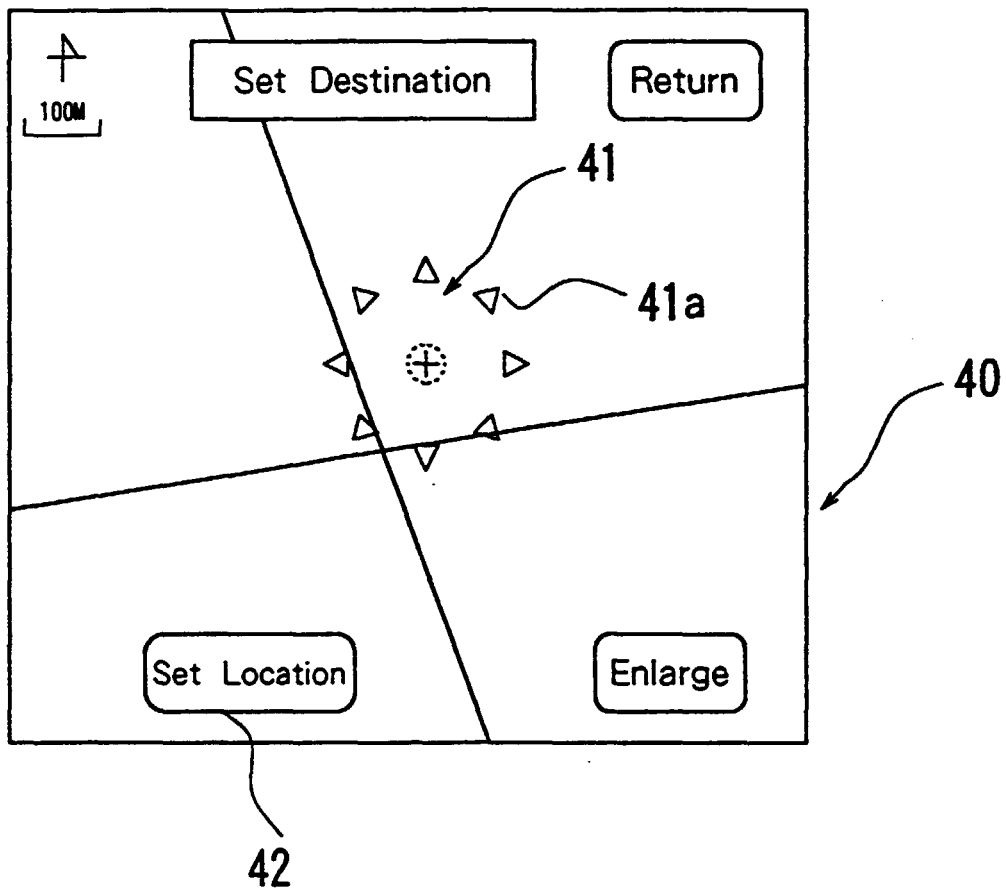 Set Destination
Return
100M
41
41a
40
Set Location
Enlarge
42